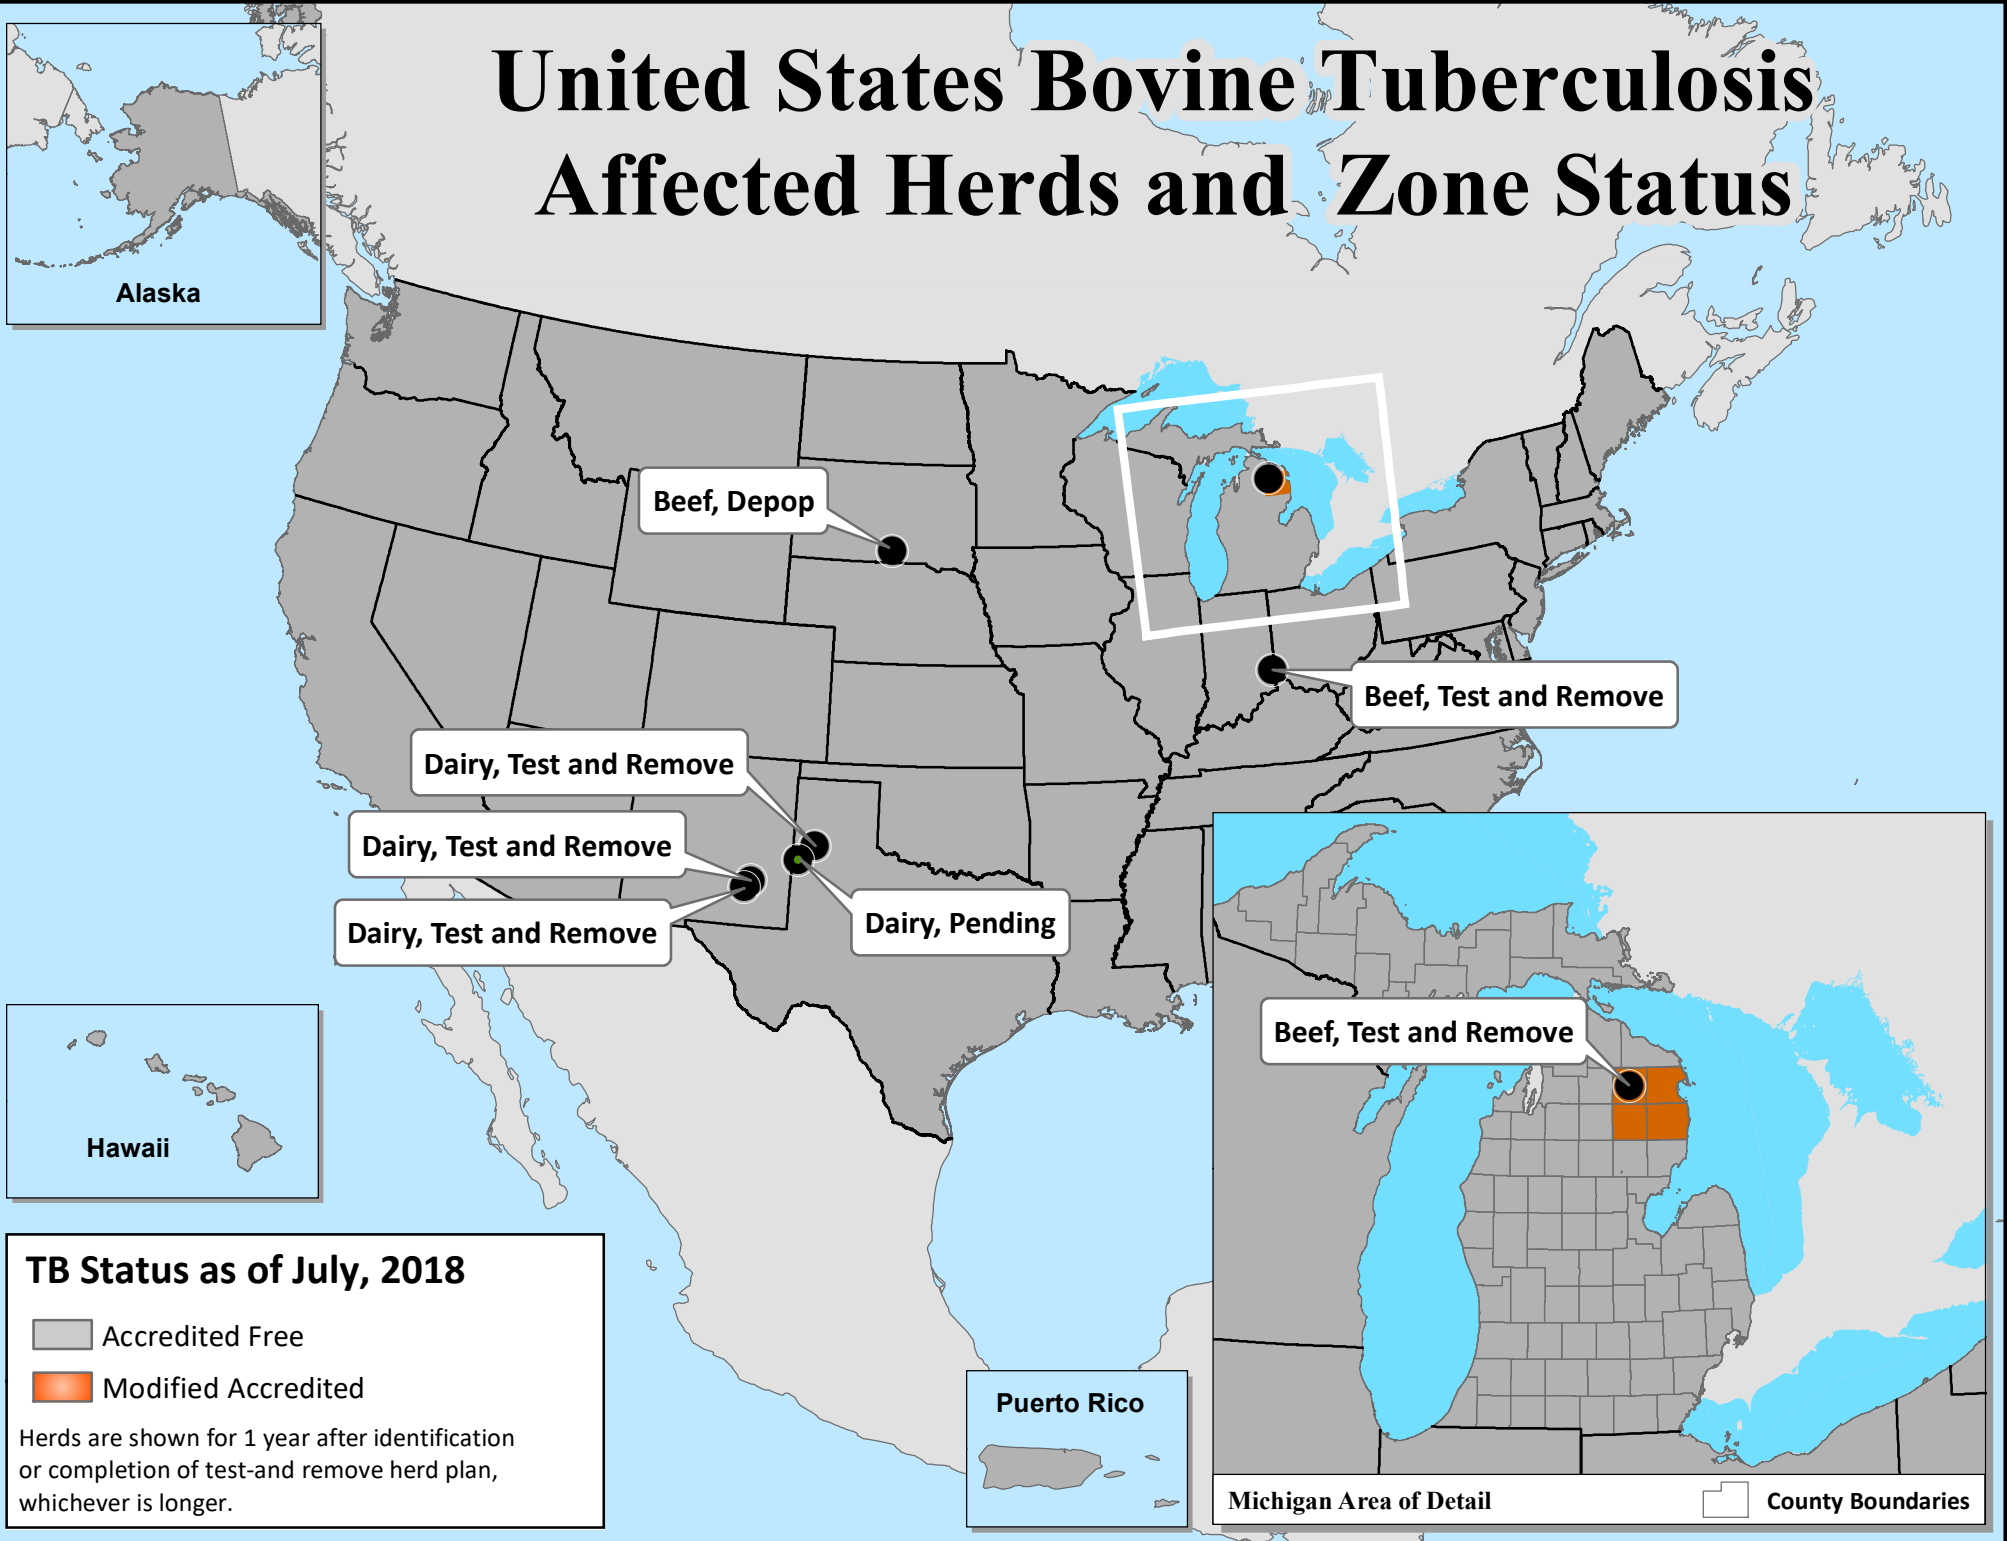 United States Bovine Tuberculosis
Affected Herds and Zone Status
Alaska
Beef, Depop
Beef, Test and Remove
Dairy, Test and Remove
Dairy, Test and Remove
Dairy, Test and Remove
Dairy, Pending
Beef, Test and Remove
Hawaii
TB Status as of July, 2018
Accredited Free
Modified Accredited
Herds are shown for 1 year after identification
or completion of test-and remove herd plan,
whichever is longer.
Puerto Rico
Michigan Area of Detail
County Boundaries